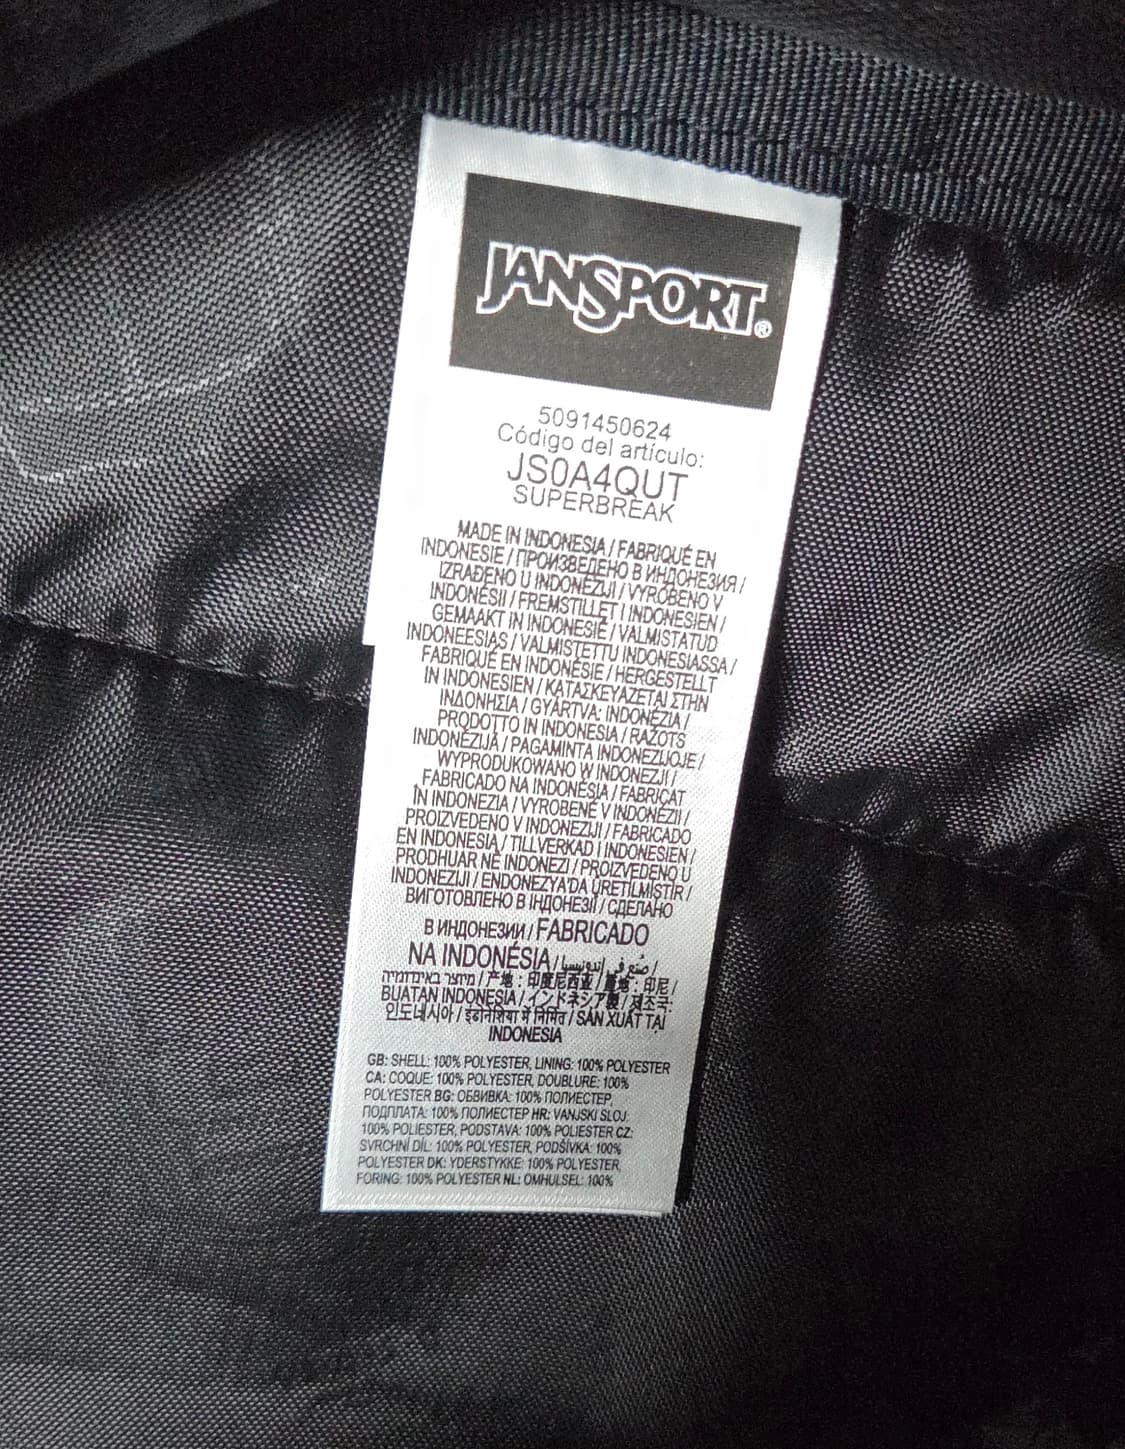 JANSPORT®
5091450624
Código del artículo:
JS0A4QUT
SUPERBREAK
MADE IN INDONESIA / FABRIQUÉ EN
INDONESIE / ПРОИЗВЕДЕНО В ИНДОНЕЗИЯ /
IZRAĐENO U INDONEZIJI / VYROBENO V
INDONÉSII / FREMSTILLET I INDONESIEN /
GEMAAKT IN INDONESIË / VALMISTATUD
INDONEESIAS / VALMISTETTU INDONESIASSA /
FABRIQUÉ EN INDONÉSIE / HERGESTELLT
IN INDONESIEN / ΚΑΤΑΣΚΕΥΑΖΕΤΑΙ ΣΤΗΝ
ΙΝΔΟΝΗΣΙΑ / GYÁRTVA: INDONÉZIA /
PRODOTTO IN INDONESIA / RAŽOTS
INDONĒZIJĀ / PAGAMINTA INDONEZIJOJE /
WYPRODUKOWANO W INDONEZJI /
FABRICADO NA INDONÉSIA / FABRICAT
ÎN INDONEZIA / VYROBENÉ V INDONÉZII /
PROIZVEDENO V INDONEZIJI / FABRICADO
EN INDONESIA / TILLVERKAD I INDONESIEN /
PRODHUAR NË INDONEZI / PROIZVEDENO U
INDONEZIJI / ENDONEZYA'DA ÜRETİLMİŞTİR /
ВИГОТОВЛЕНО В ІНДОНЕЗІЇ / СДЕЛАНО
В ИНДОНЕЗИИ / FABRICADO
NA INDONÉSIA / صُنع في إندونيسيا /
מיוצר באינדונזיה / 产地 : 印度尼西亚 / 產地 : 印尼 /
BUATAN INDONESIA / インドネシア製 / 제조국:
인도네시아 / इंडोनेशिया में निर्मित / SẢN XUẤT TẠI
INDONESIA
GB: SHELL: 100% POLYESTER, LINING: 100% POLYESTER
CA: COQUE: 100% POLYESTER, DOUBLURE: 100%
POLYESTER BG: ОБВИВКА: 100% ПОЛИЕСТЕР,
ПОДПЛАТА: 100% ПОЛИЕСТЕР HR: VANJSKI SLOJ:
100% POLIESTER, PODSTAVA: 100% POLIESTER CZ:
SVRCHNÍ DÍL: 100% POLYESTER, PODŠÍVKA: 100%
POLYESTER DK: YDERSTYKKE: 100% POLYESTER,
FORING: 100% POLYESTER NL: OMHULSEL: 100%